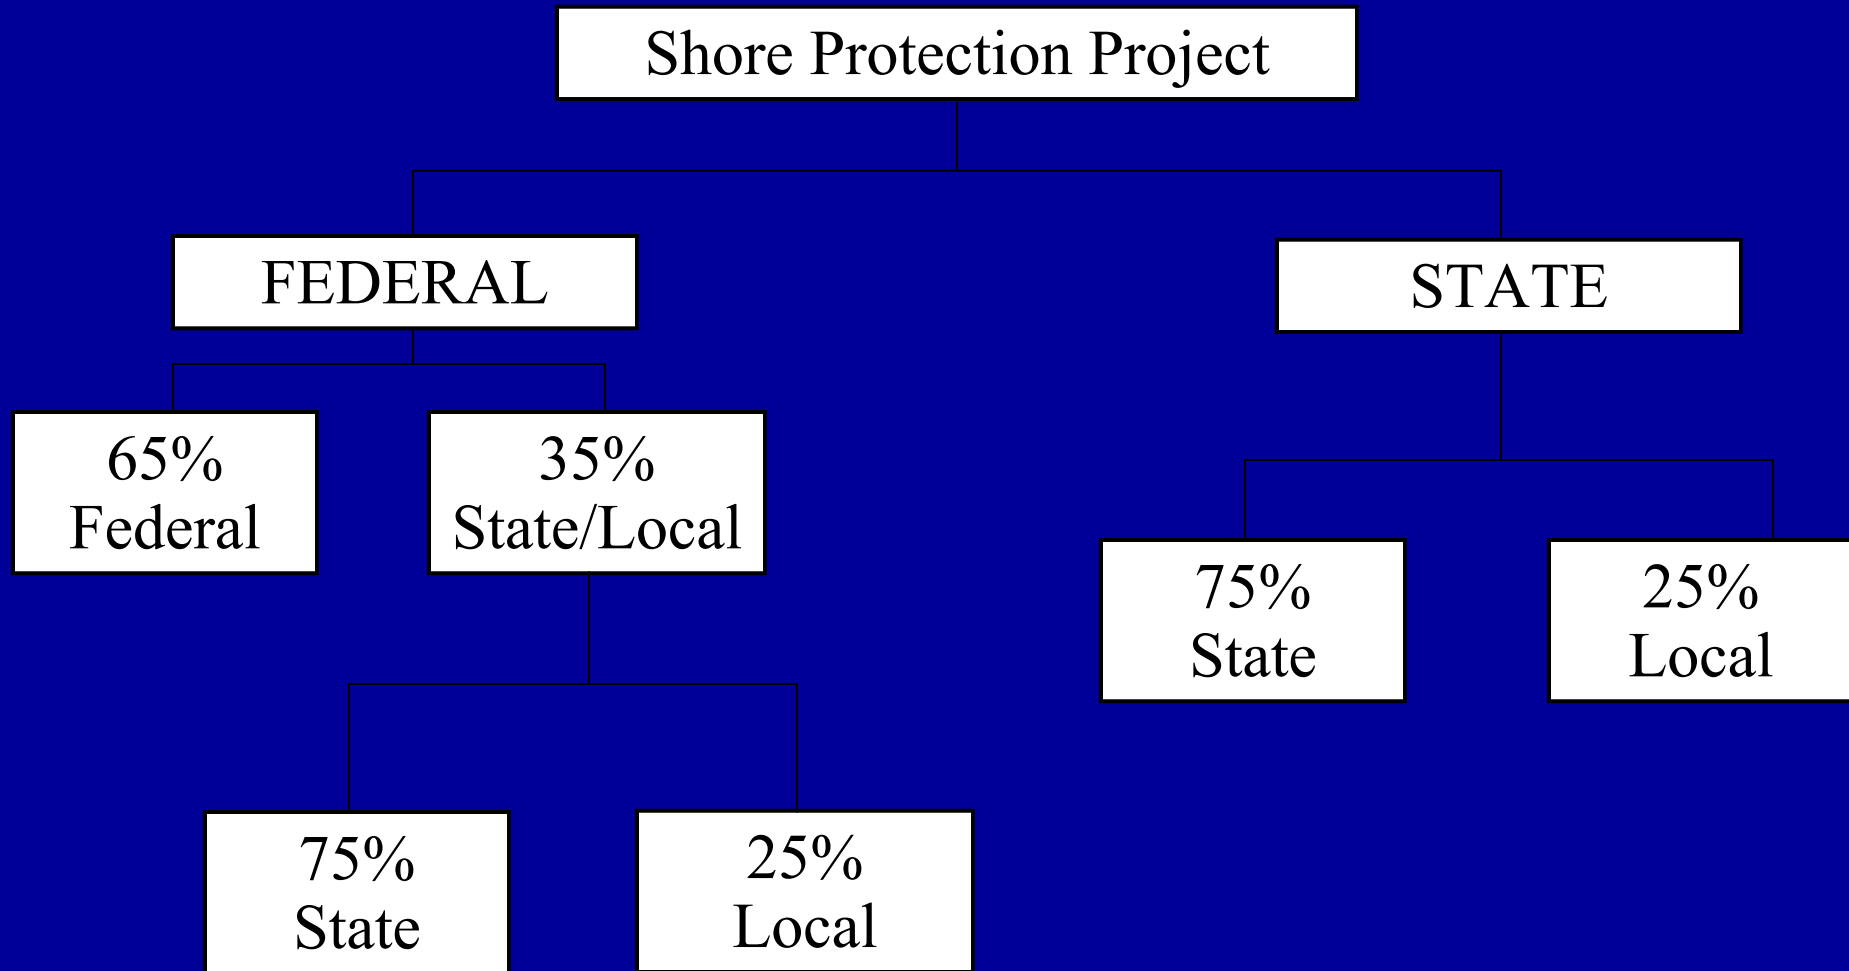 Shore Protection Project
FEDERAL
STATE
65%
Federal
35%
State/Local
75%
State
25%
Local
75%
State
25%
Local